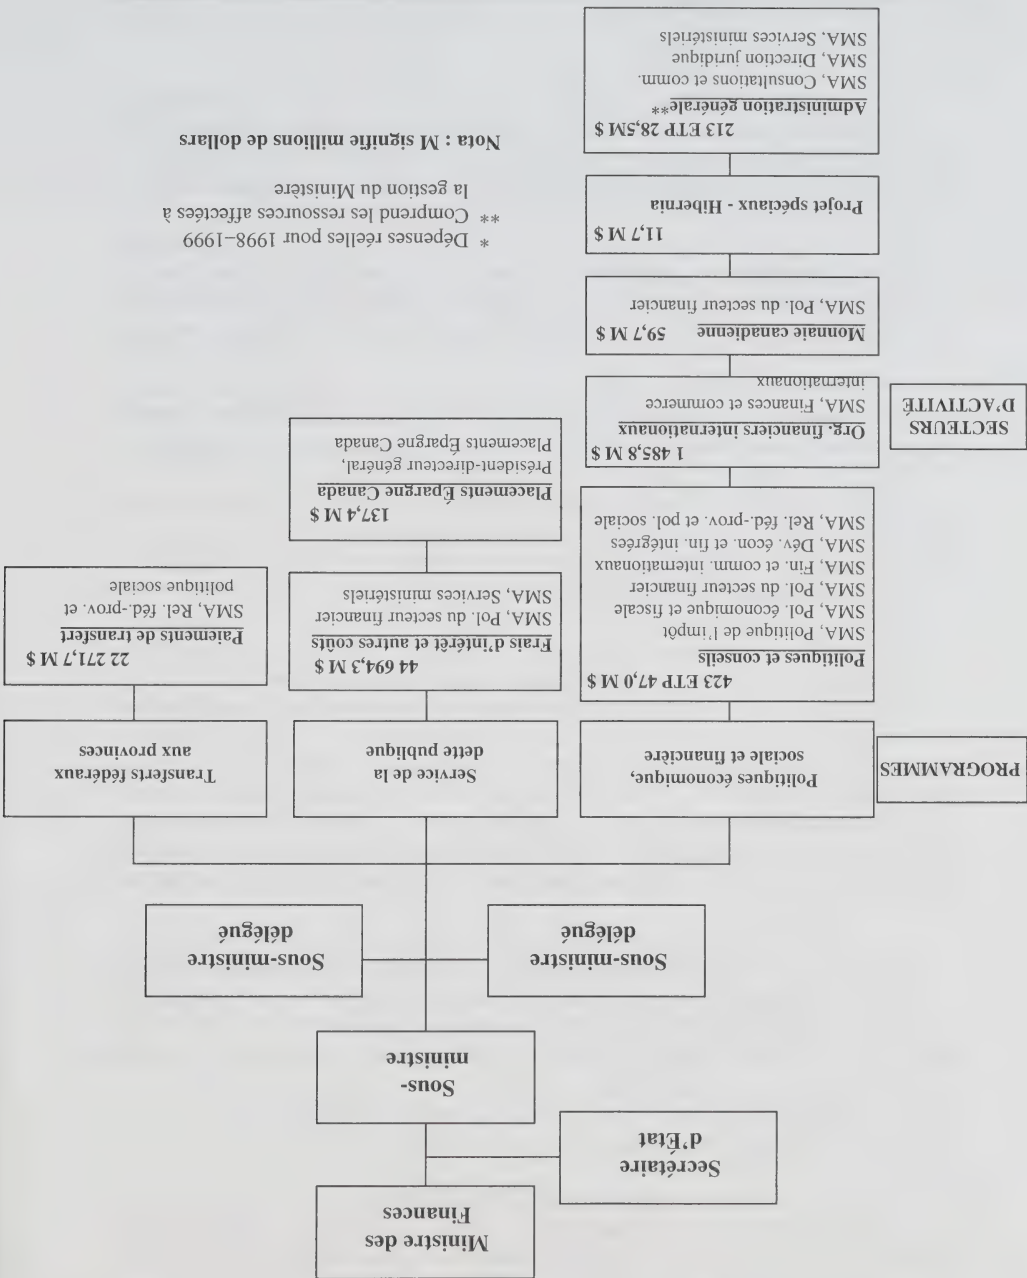 Ministre des
Finances
Secrétaire
d'État
Sous-
ministre
Sous-ministre
délégué
Sous-ministre
délégué
PROGRAMMES
Politiques économique,
sociale et financière
Service de la
dette publique
Transferts fédéraux
aux provinces
SECTEURS
D'ACTIVITÉ
423 ETP 47,0 M $
Politiques et conseils
SMA, Politique de l'impôt
SMA, Pol. économique et fiscale
SMA, Pol. du secteur financier
SMA, Fin. et comm. internationaux
SMA, Dév. écon. et fin. intégrées
SMA, Rel. féd.-prov. et pol. sociale
1 485,8 M $
Org. financiers internationaux
SMA, Finances et commerce
internationaux
Monnaie canadienne 59,7 M $
SMA, Pol. du secteur financier
11,7 M $
Projet spéciaux - Hibernia
213 ETP 28,5M $
Administration générale**
SMA, Consultations et comm.
SMA, Direction juridique
SMA, Services ministériels
44 694,3 M $
Frais d'intérêt et autres coûts
SMA, Pol. du secteur financier
SMA, Services ministériels
137,4 M $
Placements Épargne Canada
Président-directeur général,
Placements Épargne Canada
22 271,7 M $
Paiements de transfert
SMA, Rel. féd.-prov. et
politique sociale
* Dépenses réelles pour 1998–1999
** Comprend les ressources affectées à
la gestion du Ministère
Nota : M signifie millions de dollars